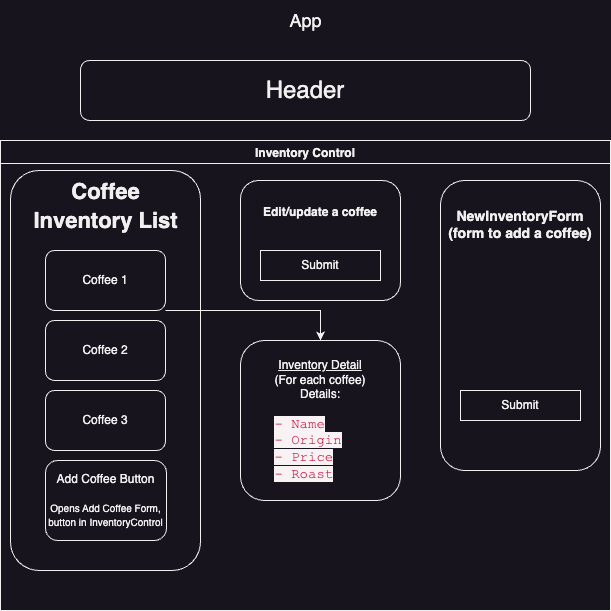 App
Header
Inventory Control
Coffee
Inventory List
Coffee 1
Coffee 2
Coffee 3
Add Coffee Button
Opens Add Coffee Form,
button in InventoryControl
Edit/update a coffee
Submit
Inventory Detail
(For each coffee)
Details:
- Name
- Origin
- Price
- Roast
NewInventoryForm
(form to add a coffee)
Submit